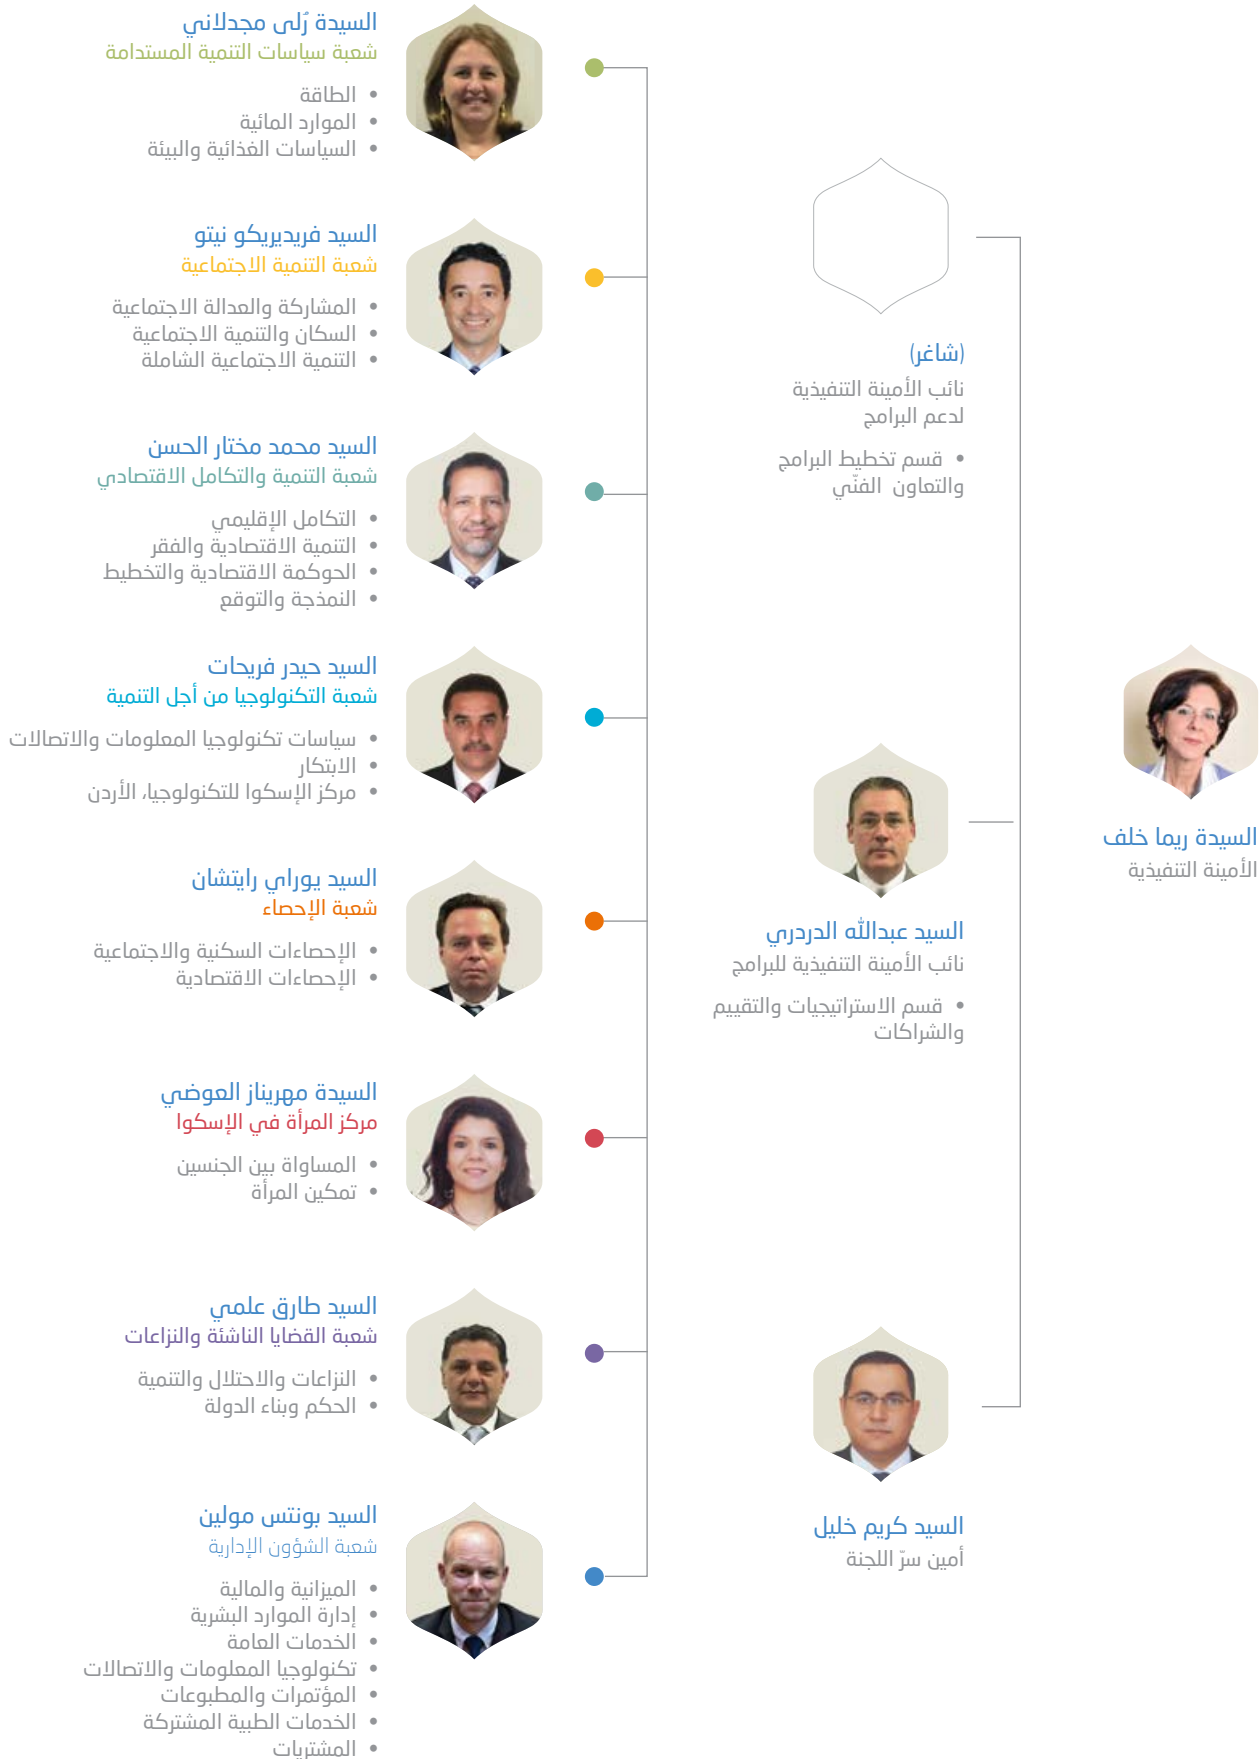 السيدة ريما خلف
الأمينة التنفيذية
(شاغر)
نائب الأمينة التنفيذية
لدعم البرامج
• قسم تخطيط البرامج
والتعاون الفنّي
السيد عبدالله الدردري
نائب الأمينة التنفيذية للبرامج
• قسم الاستراتيجيات والتقييم
والشراكات
السيد كريم خليل
أمين سرّ اللجنة
السيدة رُلى مجدلاني
شعبة سياسات التنمية المستدامة
• الطاقة
• الموارد المائية
• السياسات الغذائية والبيئة
السيد فريديريكو نيتو
شعبة التنمية الاجتماعية
• المشاركة والعدالة الاجتماعية
• السكان والتنمية الاجتماعية
• التنمية الاجتماعية الشاملة
السيد محمد مختار الحسن
شعبة التنمية والتكامل الاقتصادي
• التكامل الإقليمي
• التنمية الاقتصادية والفقر
• الحوكمة الاقتصادية والتخطيط
• النمذجة والتوقع
السيد حيدر فريحات
شعبة التكنولوجيا من أجل التنمية
• سياسات تكنولوجيا المعلومات والاتصالات
• الابتكار
• مركز الإسكوا للتكنولوجيا، الأردن
السيد يوراي رايتشان
شعبة الإحصاء
• الإحصاءات السكنية والاجتماعية
• الإحصاءات الاقتصادية
السيدة مهريناز العوضي
مركز المرأة في الإسكوا
• المساواة بين الجنسين
• تمكين المرأة
السيد طارق علمي
شعبة القضايا الناشئة والنزاعات
• النزاعات والاحتلال والتنمية
• الحكم وبناء الدولة
السيد بونتس مولين
شعبة الشؤون الإدارية
• الميزانية والمالية
• إدارة الموارد البشرية
• الخدمات العامة
• تكنولوجيا المعلومات والاتصالات
• المؤتمرات والمطبوعات
• الخدمات الطبية المشتركة
• المشتريات